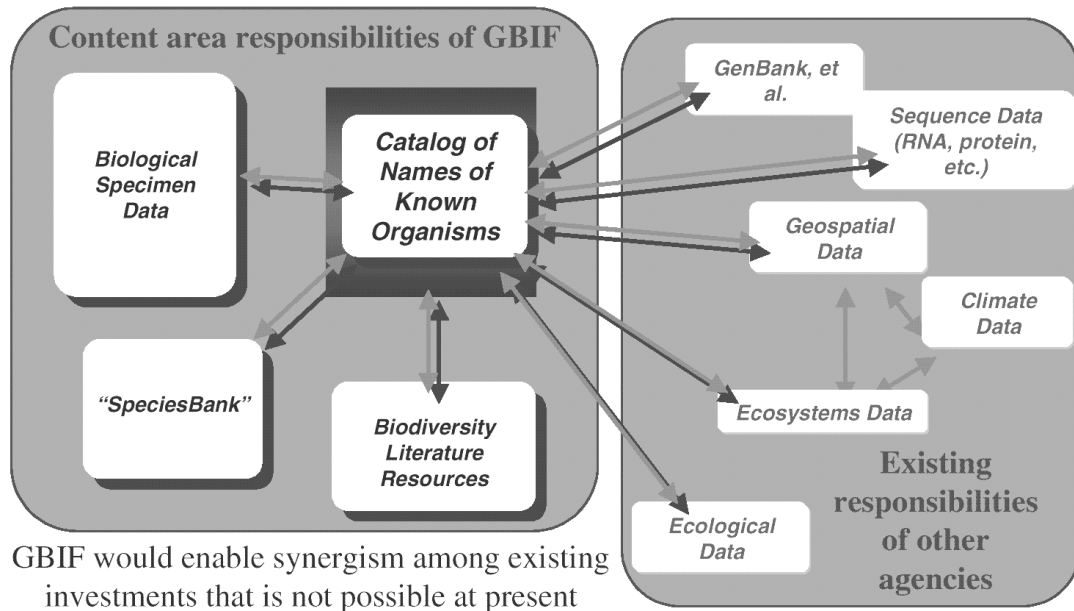 Content area responsibilities of GBIF
Biological
Specimen
Data
Catalog of
Names of
Known
Organisms
“SpeciesBank”
Biodiversity
Literature
Resources
GenBank, et
al.
Sequence Data
(RNA, protein,
etc.)
Geospatial
Data
Climate
Data
Ecosystems Data
Ecological
Data
Existing
responsibilities
of other
agencies
GBIF would enable synergism among existing
investments that is not possible at present